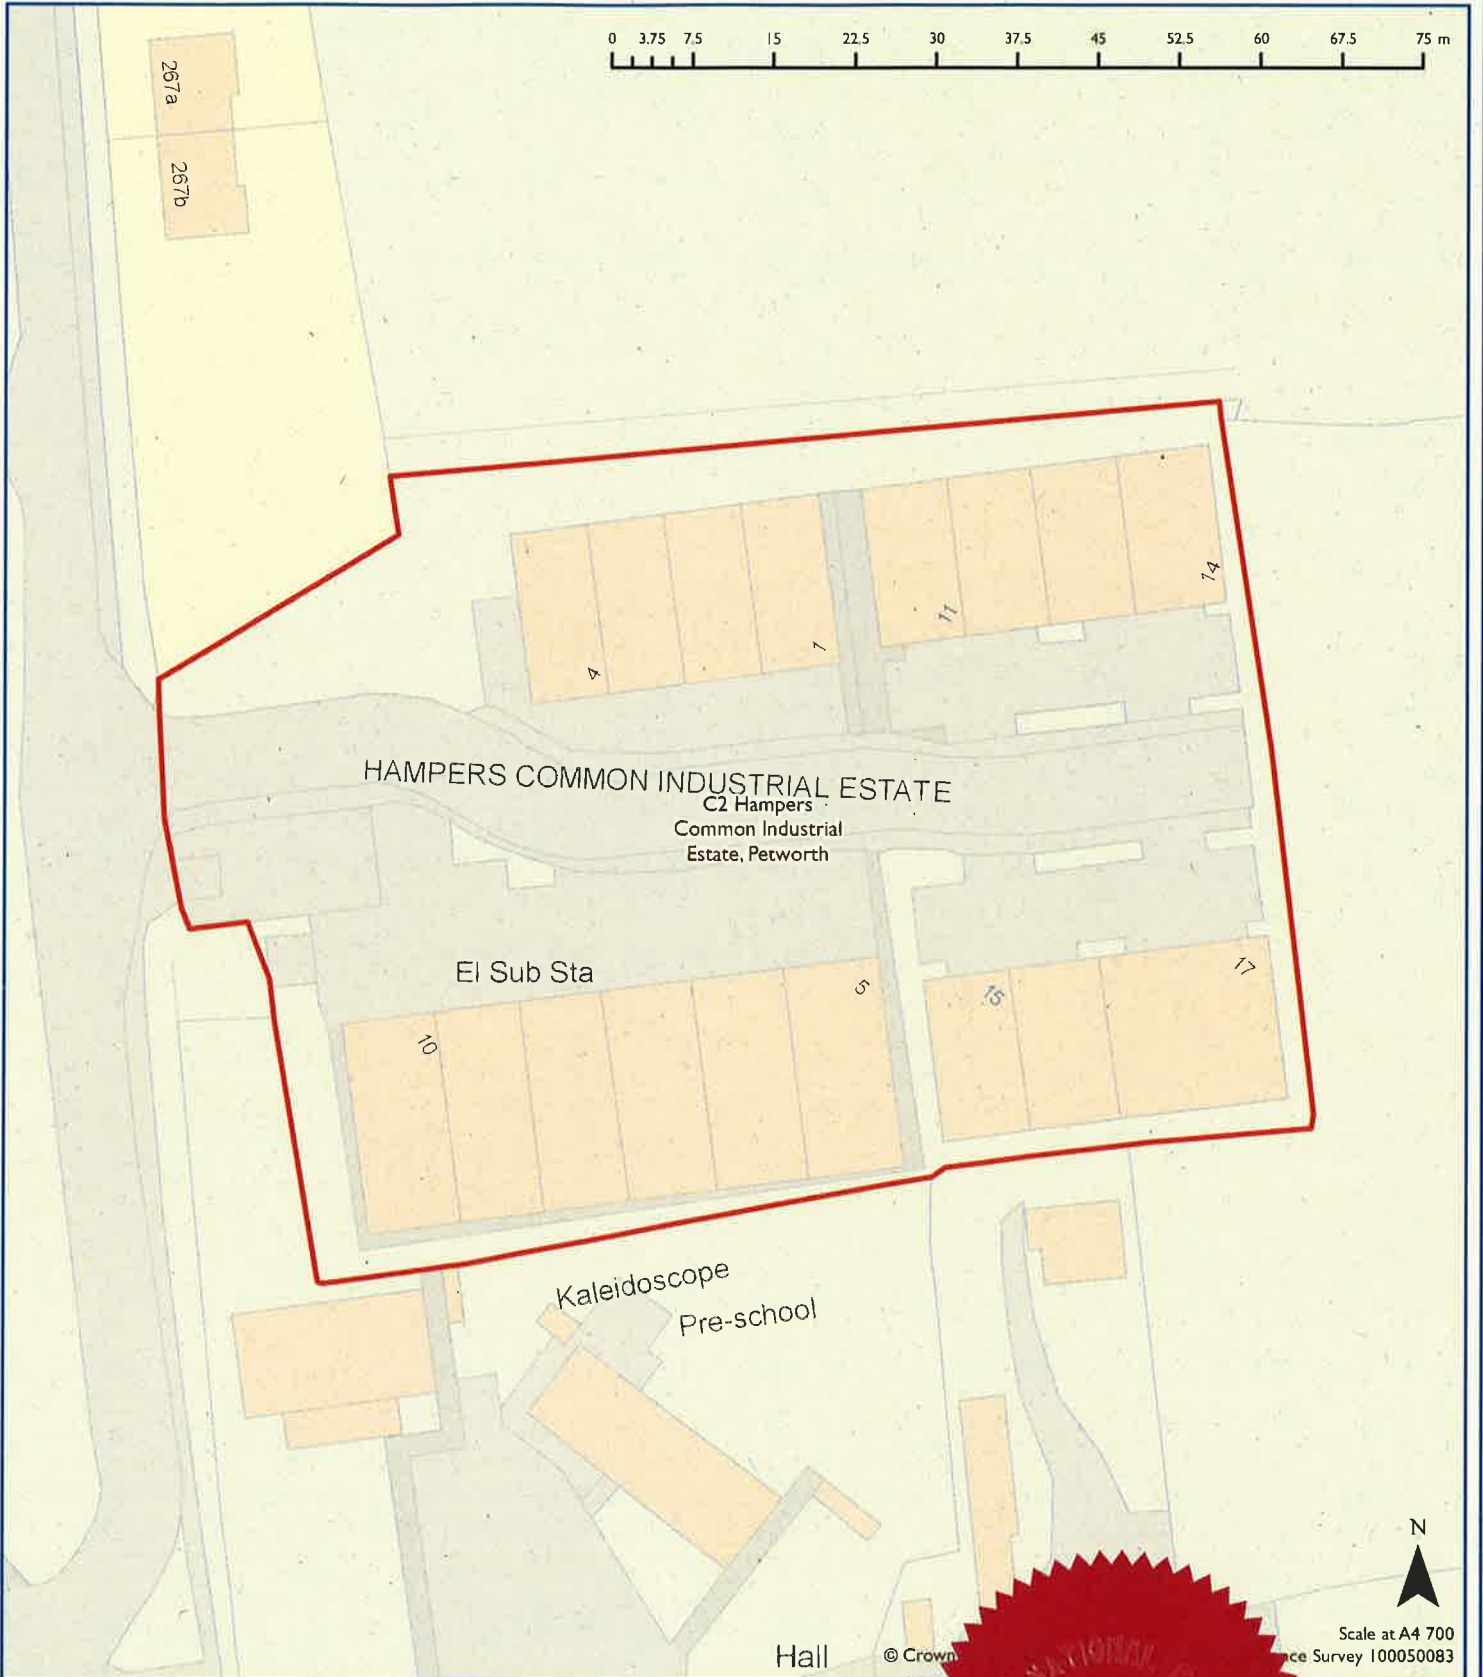 0 3.75 7.5 15 22.5 30 37.5 45 52.5 60 67.5 75 m
267a
267b
14
11
1
4
HAMPERS COMMON INDUSTRIAL ESTATE
C2 Hampers
Common Industrial
Estate, Petworth
El Sub Sta
5
17
15
10
Kaleidoscope
Pre-school
N
Scale at A4 700
Hall
© Crown
Survey 100050083